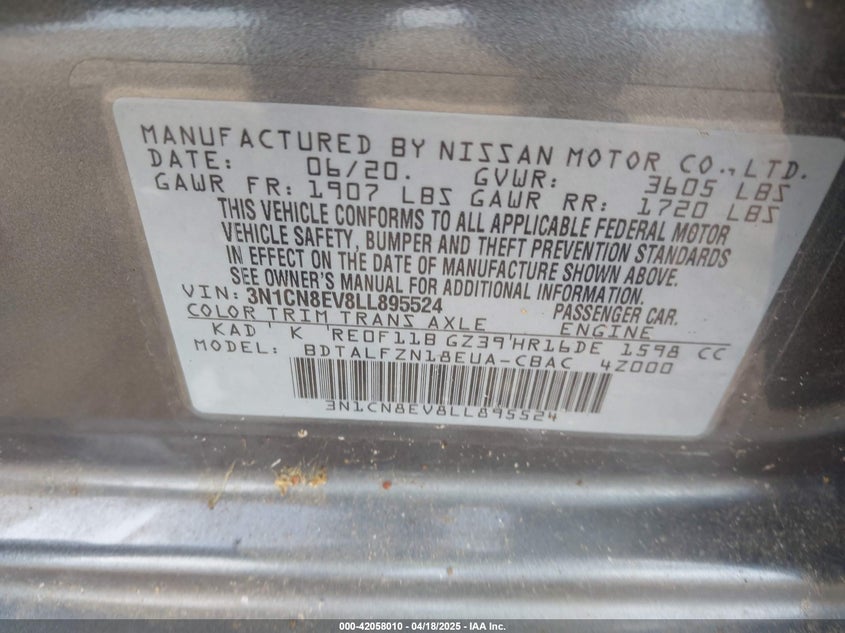 MANUFACTURED BY NISSAN MOTOR CO., LTD.
DATE: 06/20. GVWR: 3605 LBS
GAWR FR: 1907 LBS GAWR RR: 1720 LBS
THIS VEHICLE CONFORMS TO ALL APPLICABLE FEDERAL MOTOR
VEHICLE SAFETY, BUMPER AND THEFT PREVENTION STANDARDS
IN EFFECT ON THE DATE OF MANUFACTURE SHOWN ABOVE.
SEE OWNER'S MANUAL FOR ADDITIONAL INFORMATION.
VIN: 3N1CN8EV8LL895524 PASSENGER CAR.
COLOR TRIM TRANS AXLE ENGINE
KAD ' K 'RE0F11B GZ39'HR16DE 1598 CC
MODEL: BDTALFZN18EUA-CBAC 4Z000
3N1CN8EV8LL895524
000-42058010 | 04/18/2025 | IAA Inc.